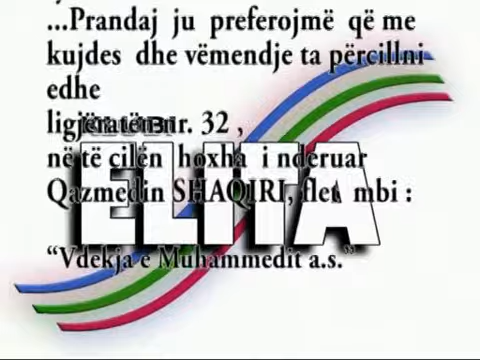 ...Prandaj ju preferojmë që me
kujdes dhe vëmendje ta përcillni
edhe
ligjëratën nr. 32 ,
në të cilën hoxha i nderuar
Qazmedin SHAQIRI, flet mbi :
ELITA
“Vdekja e Muhammedit a.s.”